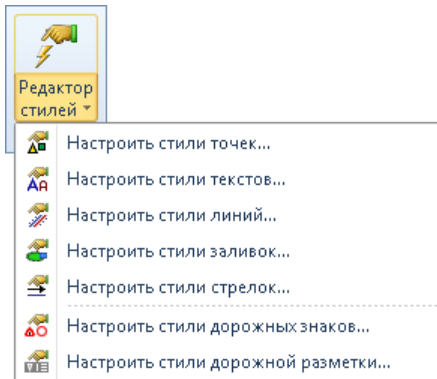 Редактор
стилей
Настроить стили точек...
Настроить стили текстов...
Настроить стили линий...
Настроить стили заливок...
Настроить стили стрелок...
Настроить стили дорожных знаков...
Настроить стили дорожной разметки...